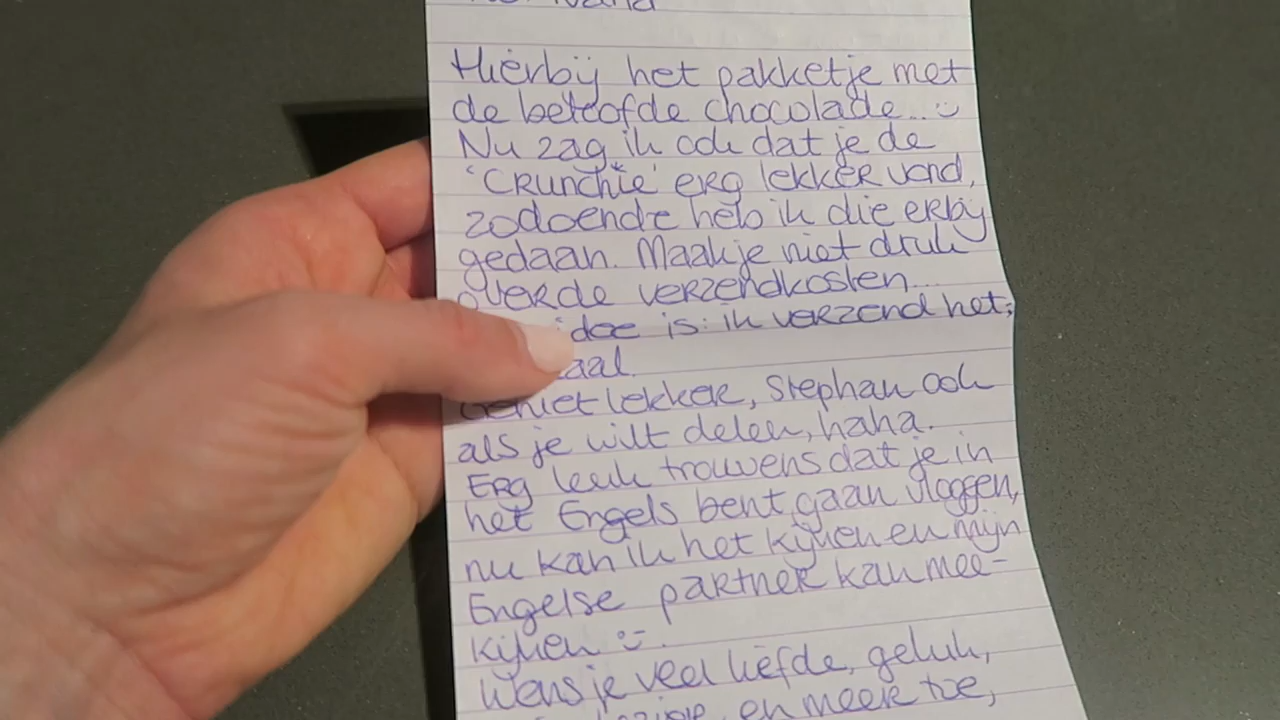 Hierbij het pakketje met
de beloofde chocolade.. :)
Nu zag ik ook dat je de
'CRunchie' ERg lekkeR vond,
zodoende heb ik die erbij
gedaan. Maak je niet druk
over de verzendkosten...
idee is: ik verzend het,
Geniet lekker, Stephan ook
als je wilt delen, haha.
Erg leuk trouwens dat je in
het Engels bent gaan vloggen,
nu kan ik het kijken en mijn
Engelse partner kan mee-
kijken :).
Wens je veel liefde, geluk,
en meer toe,